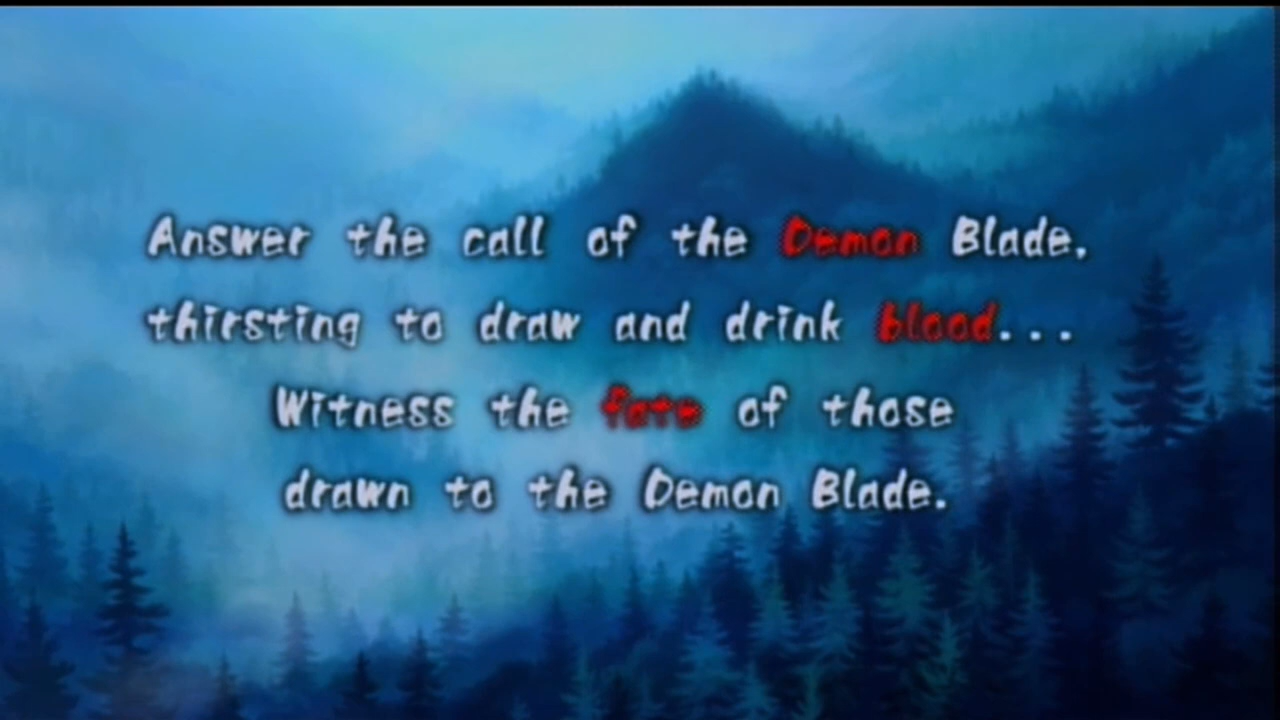 Answer the call of the Demon Blade,
thirsting to draw and drink blood...
Witness the fate of those
drawn to the Demon Blade.